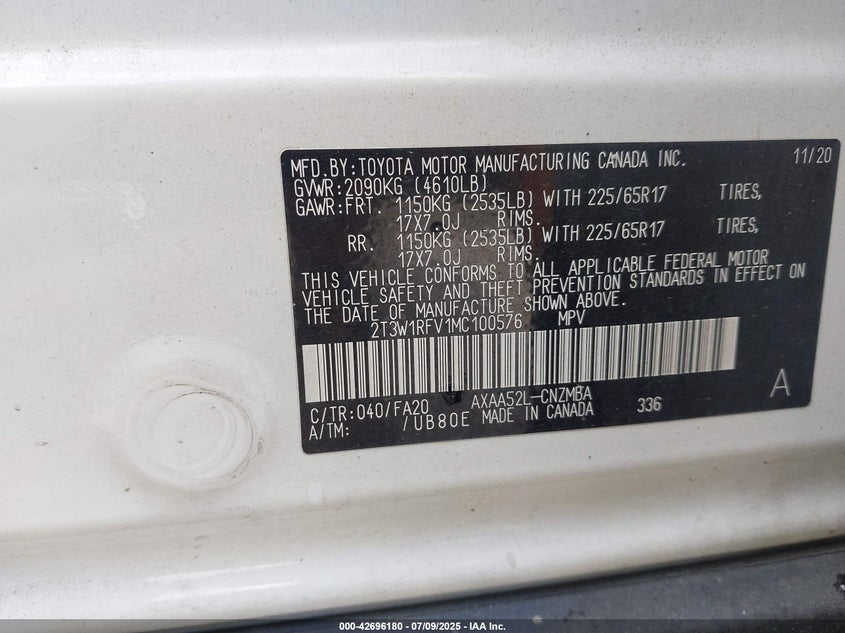 MFD.BY:TOYOTA MOTOR MANUFACTURING CANADA INC. 11/20
GVWR:2090KG (4610LB)
GAWR:FRT. 1150KG (2535LB) WITH 225/65R17 TIRES,
17X7.0J RIMS.
RR. 1150KG (2535LB) WITH 225/65R17 TIRES,
17X7.0J RIMS.
THIS VEHICLE CONFORMS TO ALL APPLICABLE FEDERAL MOTOR
VEHICLE SAFETY AND THEFT PREVENTION STANDARDS IN EFFECT ON
THE DATE OF MANUFACTURE SHOWN ABOVE.
2T3W1RFV1MC100576 MPV
C/TR:040/FA20 AXAA52L-CNZMBA 336 A
A/TM: /UB80E MADE IN CANADA
000-42696180 - 07/09/2025 - IAA Inc.